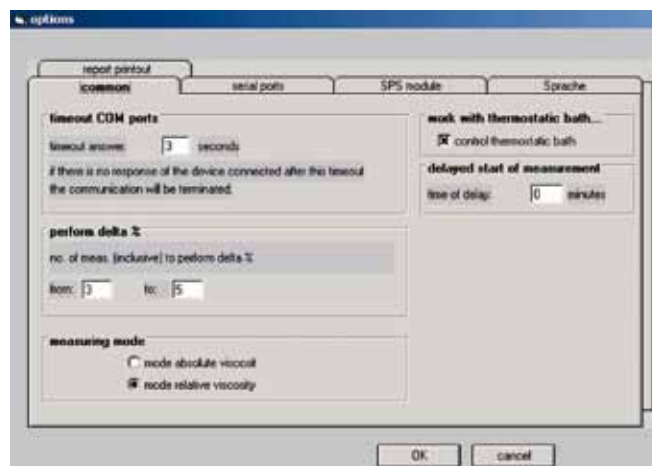 options
report printout
common
serial ports
SPS module
Sprache
timeout COM ports
timeout answer: 3 seconds
if there is no response of the device connected after this timeout
the communication will be terminated.
work with thermostatic bath...
control thermostatic bath
delayed start of measurement
time of delay: 0 minutes
perform delta %
no. of meas. (inclusive) to perform delta %
from: 3 to: 5
measuring mode
mode absolute viscosit
mode relative viscosity
OK
cancel